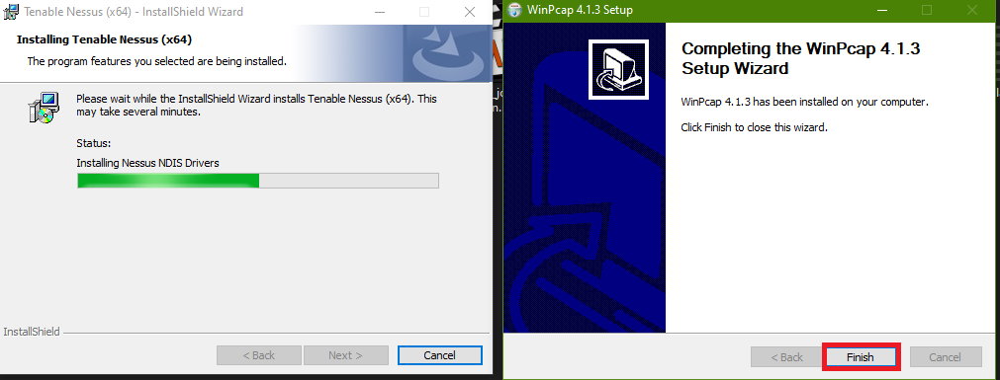 Tenable Nessus (x64) - InstallShield Wizard
Installing Tenable Nessus (x64)
The program features you selected are being installed.
Please wait while the InstallShield Wizard installs Tenable Nessus (x64). This
may take several minutes.
Status:
Installing Nessus NDIS Drivers
InstallShield
< Back
Next >
Cancel
WinPcap 4.1.3 Setup
Completing the WinPcap 4.1.3
Setup Wizard
WinPcap 4.1.3 has been installed on your computer.
Click Finish to close this wizard.
< Back
Finish
Cancel